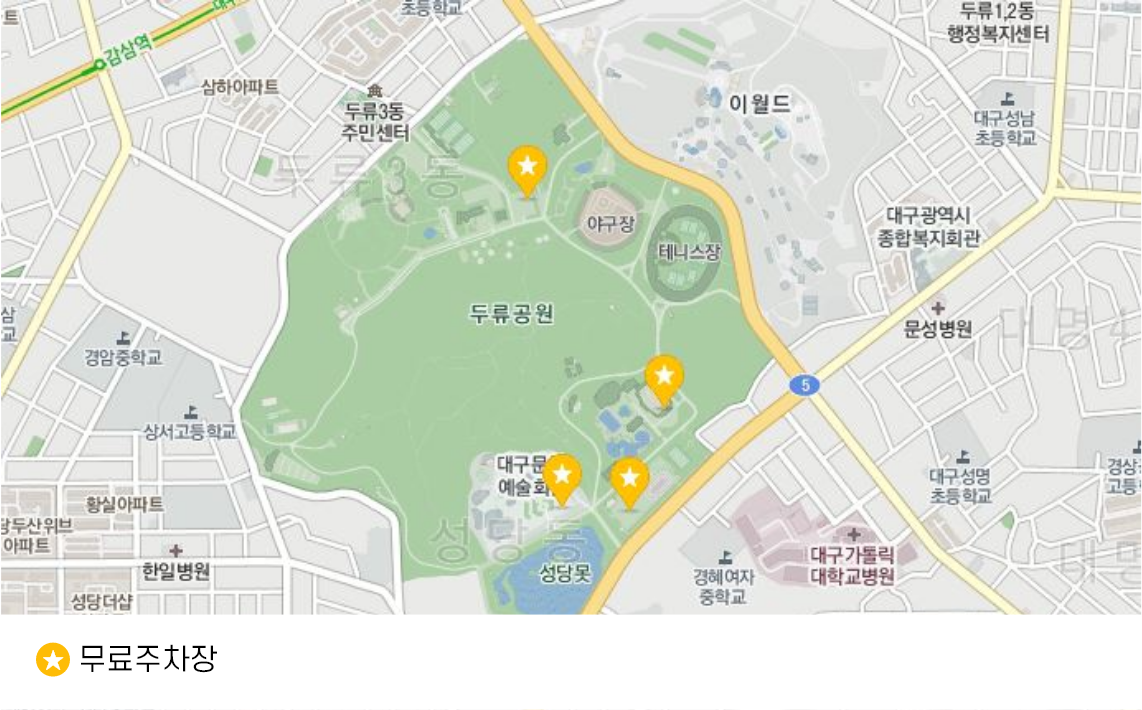 초등학교
트
대구
감삼역
삼하아파트
두류3동
주민센터
두류3동
두류1,2동
행정복지센터
이월드
대구성남
초등학교
야구장
테니스장
대구광역시
종합복지회관
두류공원
문성병원
대명4
삼
교
경암중학교
5
상서고등학교
대구문
예술회
대구성명
초등학교
경상
고등
황실아파트
당두산위브
아파트
성당동
한일병원
성당못
경혜여자
중학교
대구가톨릭
대학교병원
대명
성당더샵
무료주차장